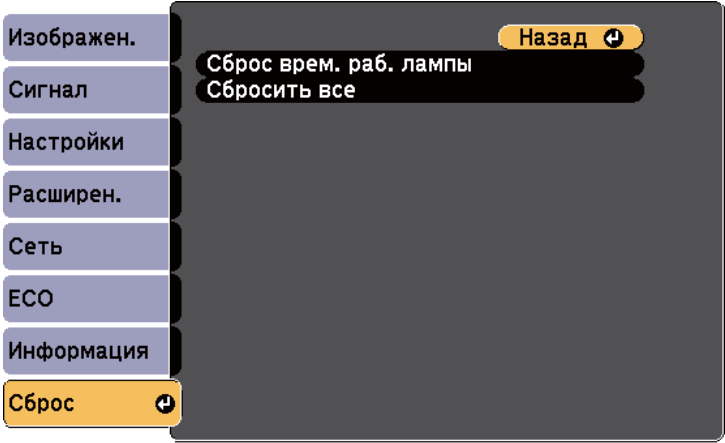 Изображен.
Сигнал
Настройки
Расширен.
Сеть
ECO
Информация
Сброс
Назад
Сброс врем. раб. лампы
Сбросить все